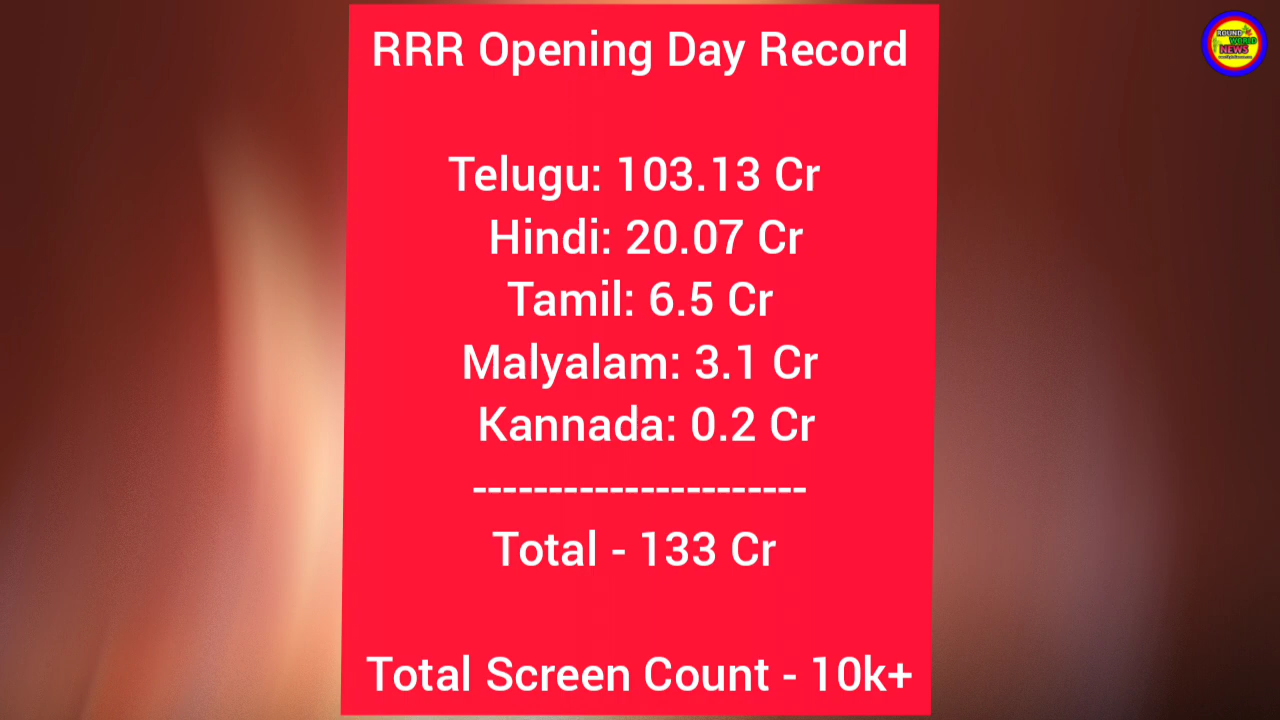 RRR Opening Day Record
Telugu: 103.13 Cr
Hindi: 20.07 Cr
Tamil: 6.5 Cr
Malyalam: 3.1 Cr
Kannada: 0.2 Cr
----------------------
Total - 133 Cr
Total Screen Count - 10k+
ROUND
WORLD
NEWS